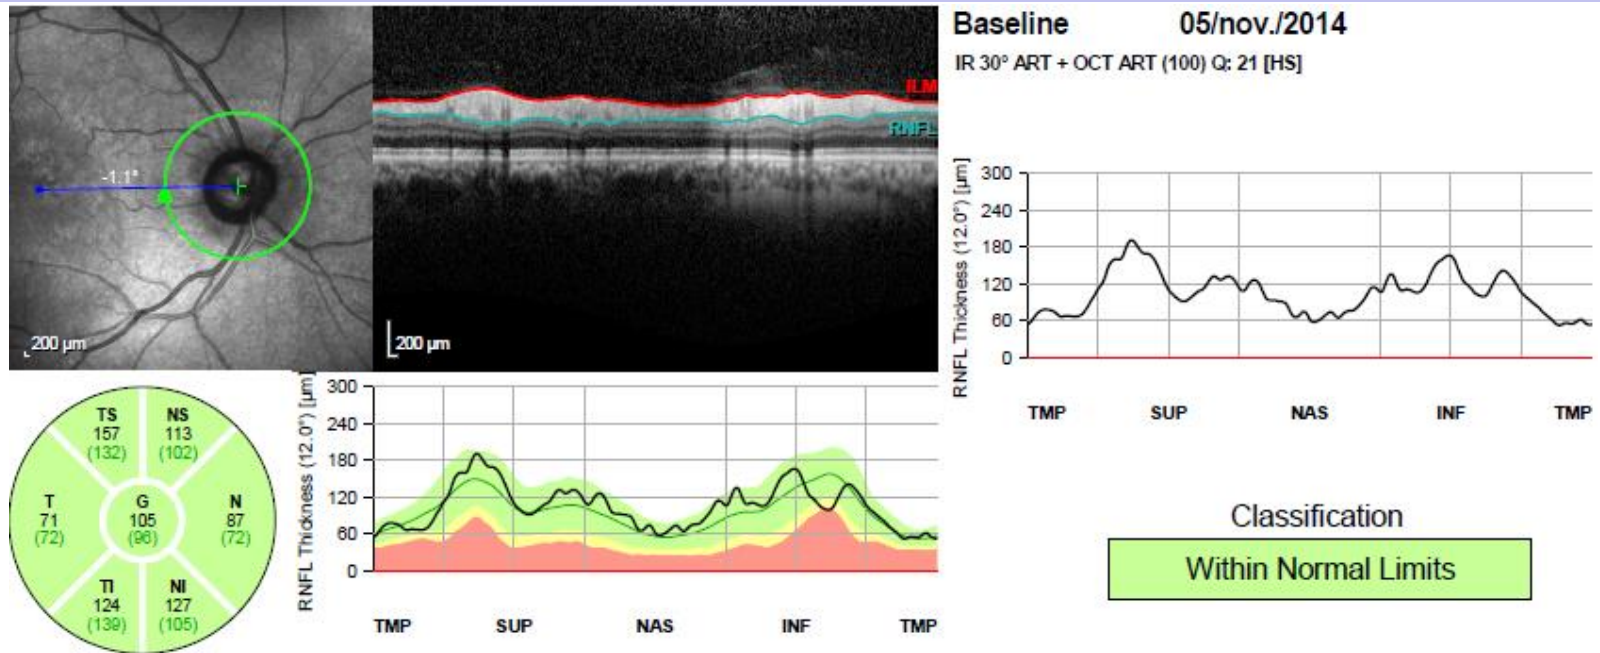 -1.1°
200 µm
ILM
RNFL
200 µm
Baseline 05/nov./2014
IR 30° ART + OCT ART (100) Q: 21 [HS]
RNFL Thickness (12.0°) [µm]
300
240
180
120
60
0
TMP SUP NAS INF TMP
TS
157
(132)
NS
113
(102)
T
71
(72)
G
105
(96)
N
87
(72)
TI
124
(139)
NI
127
(105)
RNFL Thickness (12.0°) [µm]
300
240
180
120
60
0
TMP SUP NAS INF TMP
Classification
Within Normal Limits